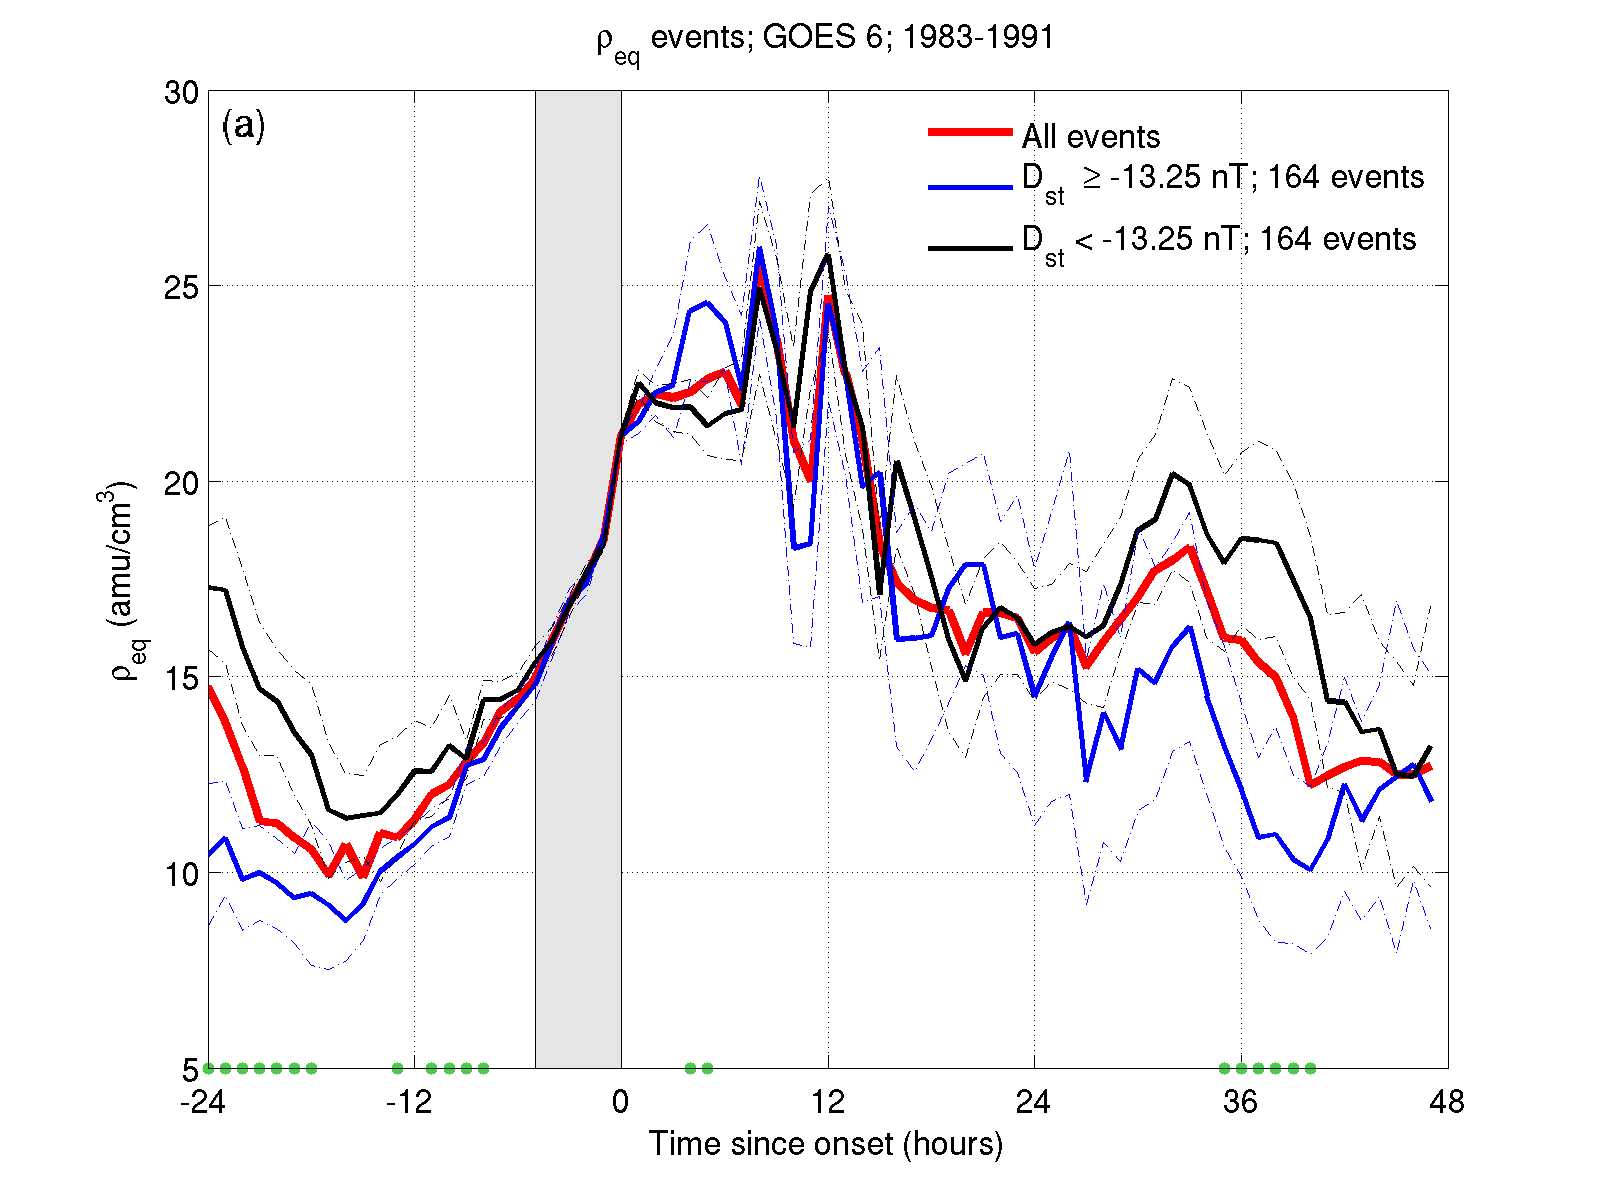 ρeq events; GOES 6; 1983-1991
(a)
All events
Dst ≥ -13.25 nT; 164 events
Dst < -13.25 nT; 164 events
ρeq (amu/cm3)
30
25
20
15
10
5
-24 -12 0 12 24 36 48
Time since onset (hours)